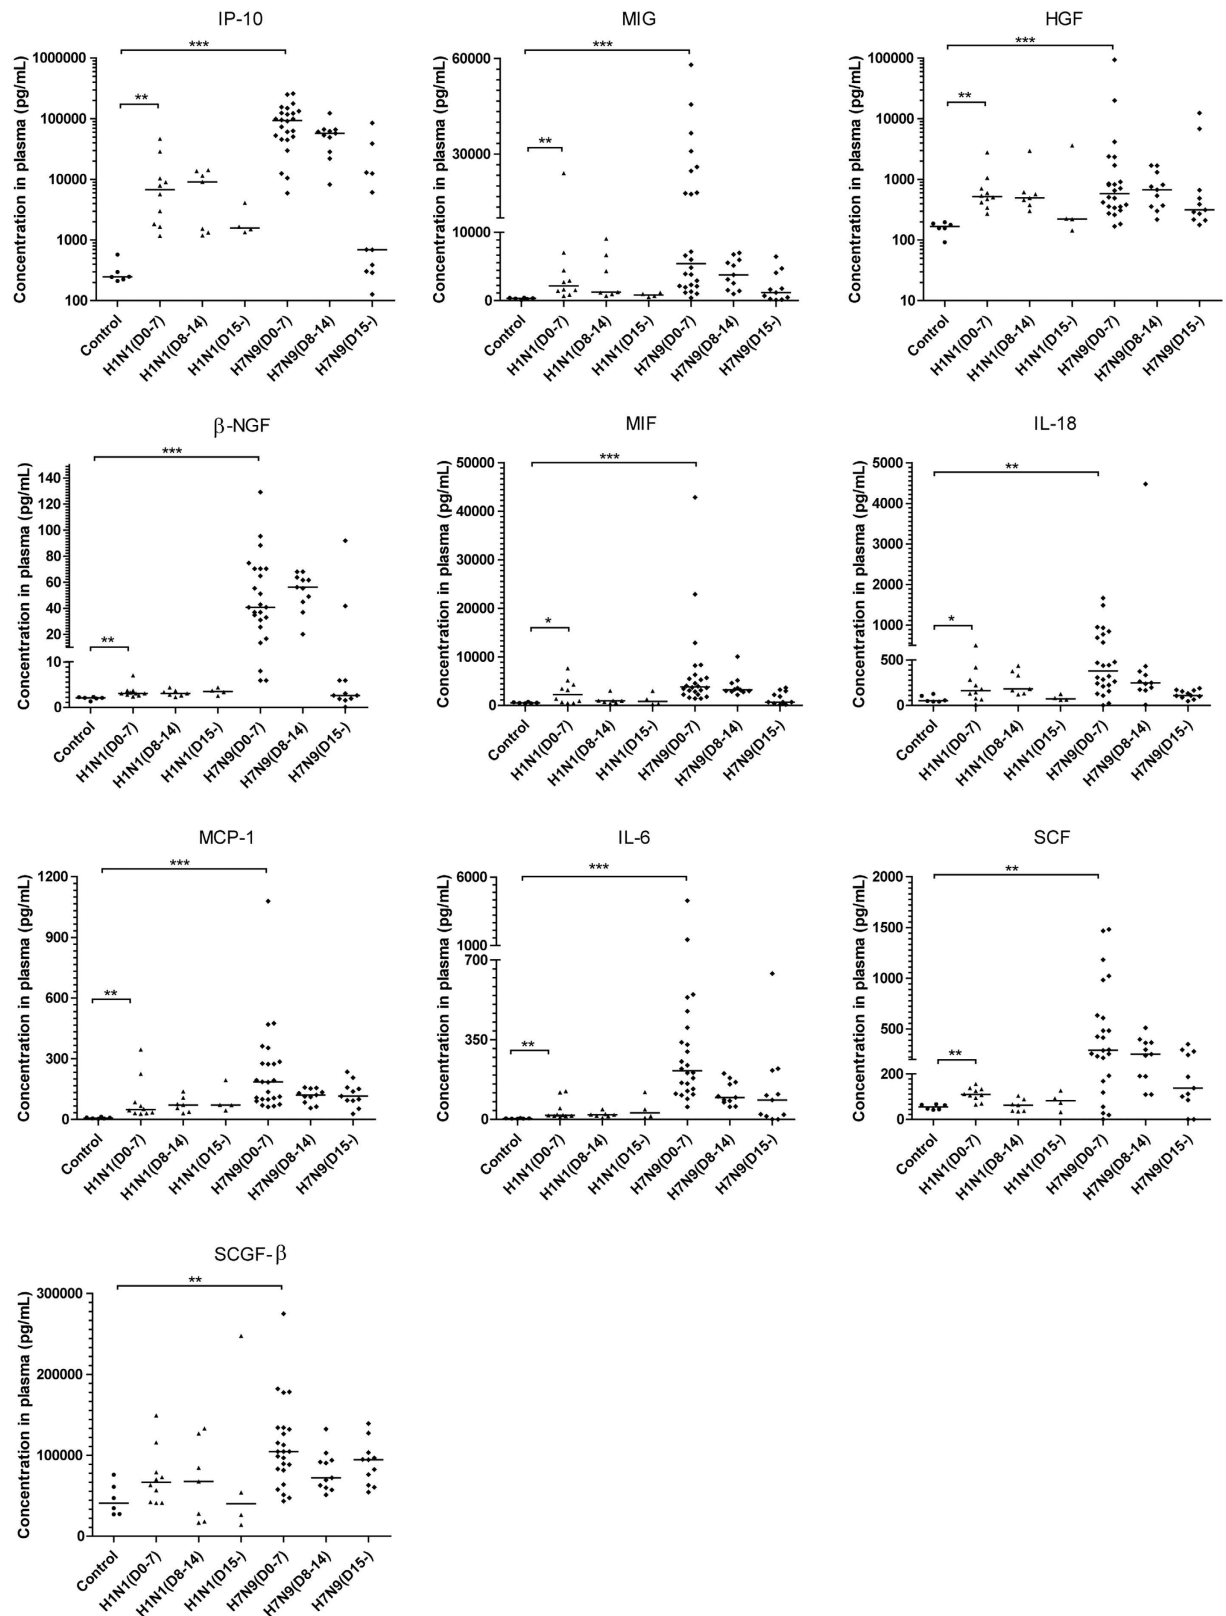 IP-10
Concentration in plasma (pg/mL)
1000000
100000
10000
1000
100
***
**
Control
H1N1(D0-7)
H1N1(D8-14)
H1N1(D15-)
H7N9(D0-7)
H7N9(D8-14)
H7N9(D15-)
MIG
Concentration in plasma (pg/mL)
60000
30000
10000
0
***
**
Control
H1N1(D0-7)
H1N1(D8-14)
H1N1(D15-)
H7N9(D0-7)
H7N9(D8-14)
H7N9(D15-)
HGF
Concentration in plasma (pg/mL)
100000
10000
1000
100
10
***
**
Control
H1N1(D0-7)
H1N1(D8-14)
H1N1(D15-)
H7N9(D0-7)
H7N9(D8-14)
H7N9(D15-)
β-NGF
Concentration in plasma (pg/mL)
140
120
100
80
60
40
20
10
0
***
**
Control
H1N1(D0-7)
H1N1(D8-14)
H1N1(D15-)
H7N9(D0-7)
H7N9(D8-14)
H7N9(D15-)
MIF
Concentration in plasma (pg/mL)
50000
40000
30000
20000
10000
0
***
*
Control
H1N1(D0-7)
H1N1(D8-14)
H1N1(D15-)
H7N9(D0-7)
H7N9(D8-14)
H7N9(D15-)
IL-18
Concentration in plasma (pg/mL)
5000
4000
3000
2000
1000
500
0
**
*
Control
H1N1(D0-7)
H1N1(D8-14)
H1N1(D15-)
H7N9(D0-7)
H7N9(D8-14)
H7N9(D15-)
MCP-1
Concentration in plasma (pg/mL)
1200
900
600
300
0
***
**
Control
H1N1(D0-7)
H1N1(D8-14)
H1N1(D15-)
H7N9(D0-7)
H7N9(D8-14)
H7N9(D15-)
IL-6
Concentration in plasma (pg/mL)
6000
1000
700
350
0
***
**
Control
H1N1(D0-7)
H1N1(D8-14)
H1N1(D15-)
H7N9(D0-7)
H7N9(D8-14)
H7N9(D15-)
SCF
Concentration in plasma (pg/mL)
2000
1500
1000
500
200
0
**
**
Control
H1N1(D0-7)
H1N1(D8-14)
H1N1(D15-)
H7N9(D0-7)
H7N9(D8-14)
H7N9(D15-)
SCGF-β
Concentration in plasma (pg/mL)
300000
200000
100000
0
**
Control
H1N1(D0-7)
H1N1(D8-14)
H1N1(D15-)
H7N9(D0-7)
H7N9(D8-14)
H7N9(D15-)